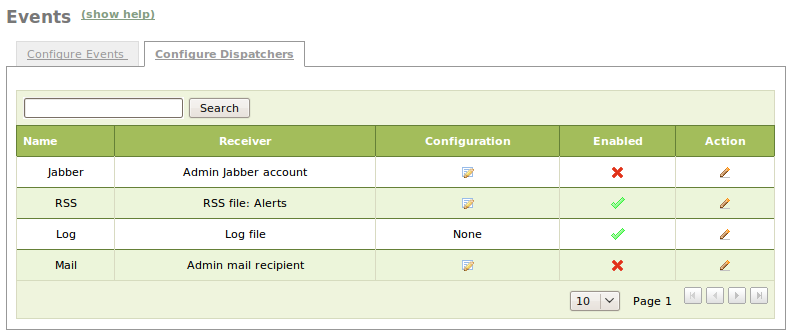 Events (show help)
Configure Events Configure Dispatchers
Search
Name Receiver Configuration Enabled Action
Jabber Admin Jabber account
RSS RSS file: Alerts
Log Log file None
Mail Admin mail recipient
10 Page 1